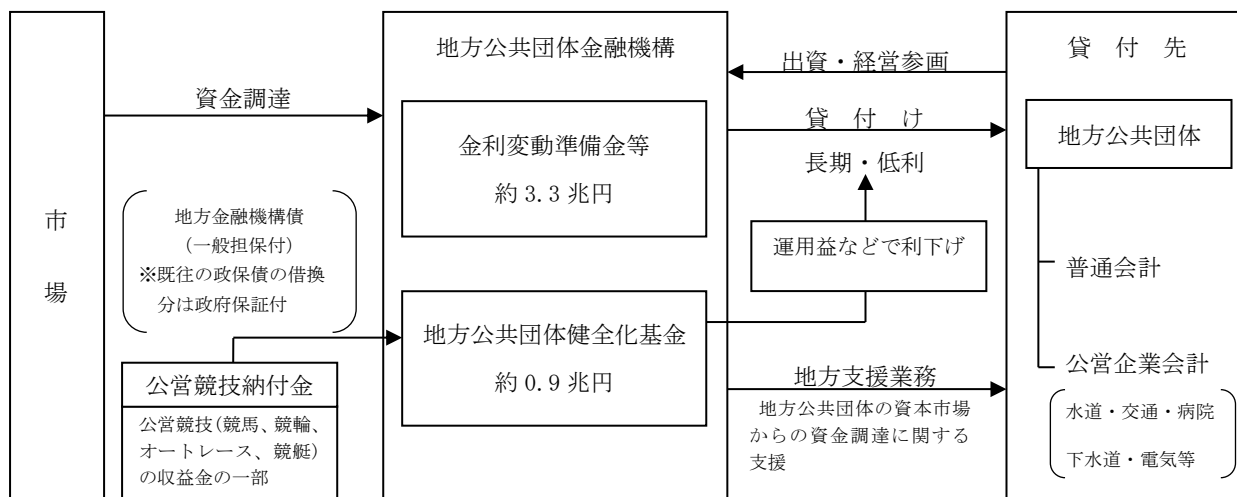 市
場
資金調達
地方金融機構債
(一般担保付)
※既往の政保債の借換
分は政府保証付
公営競技納付金
公営競技(競馬、競輪、
オートレース、競艇)
の収益金の一部
地方公共団体金融機構
金利変動準備金等
約 3.3 兆円
地方公共団体健全化基金
約 0.9 兆円
出資・経営参画
貸 付 け
長期・低利
運用益などで利下げ
地方支援業務
地方公共団体の資本市場
からの資金調達に関する
支援
貸 付 先
地方公共団体
普通会計
公営企業会計
水道・交通・病院
下水道・電気等